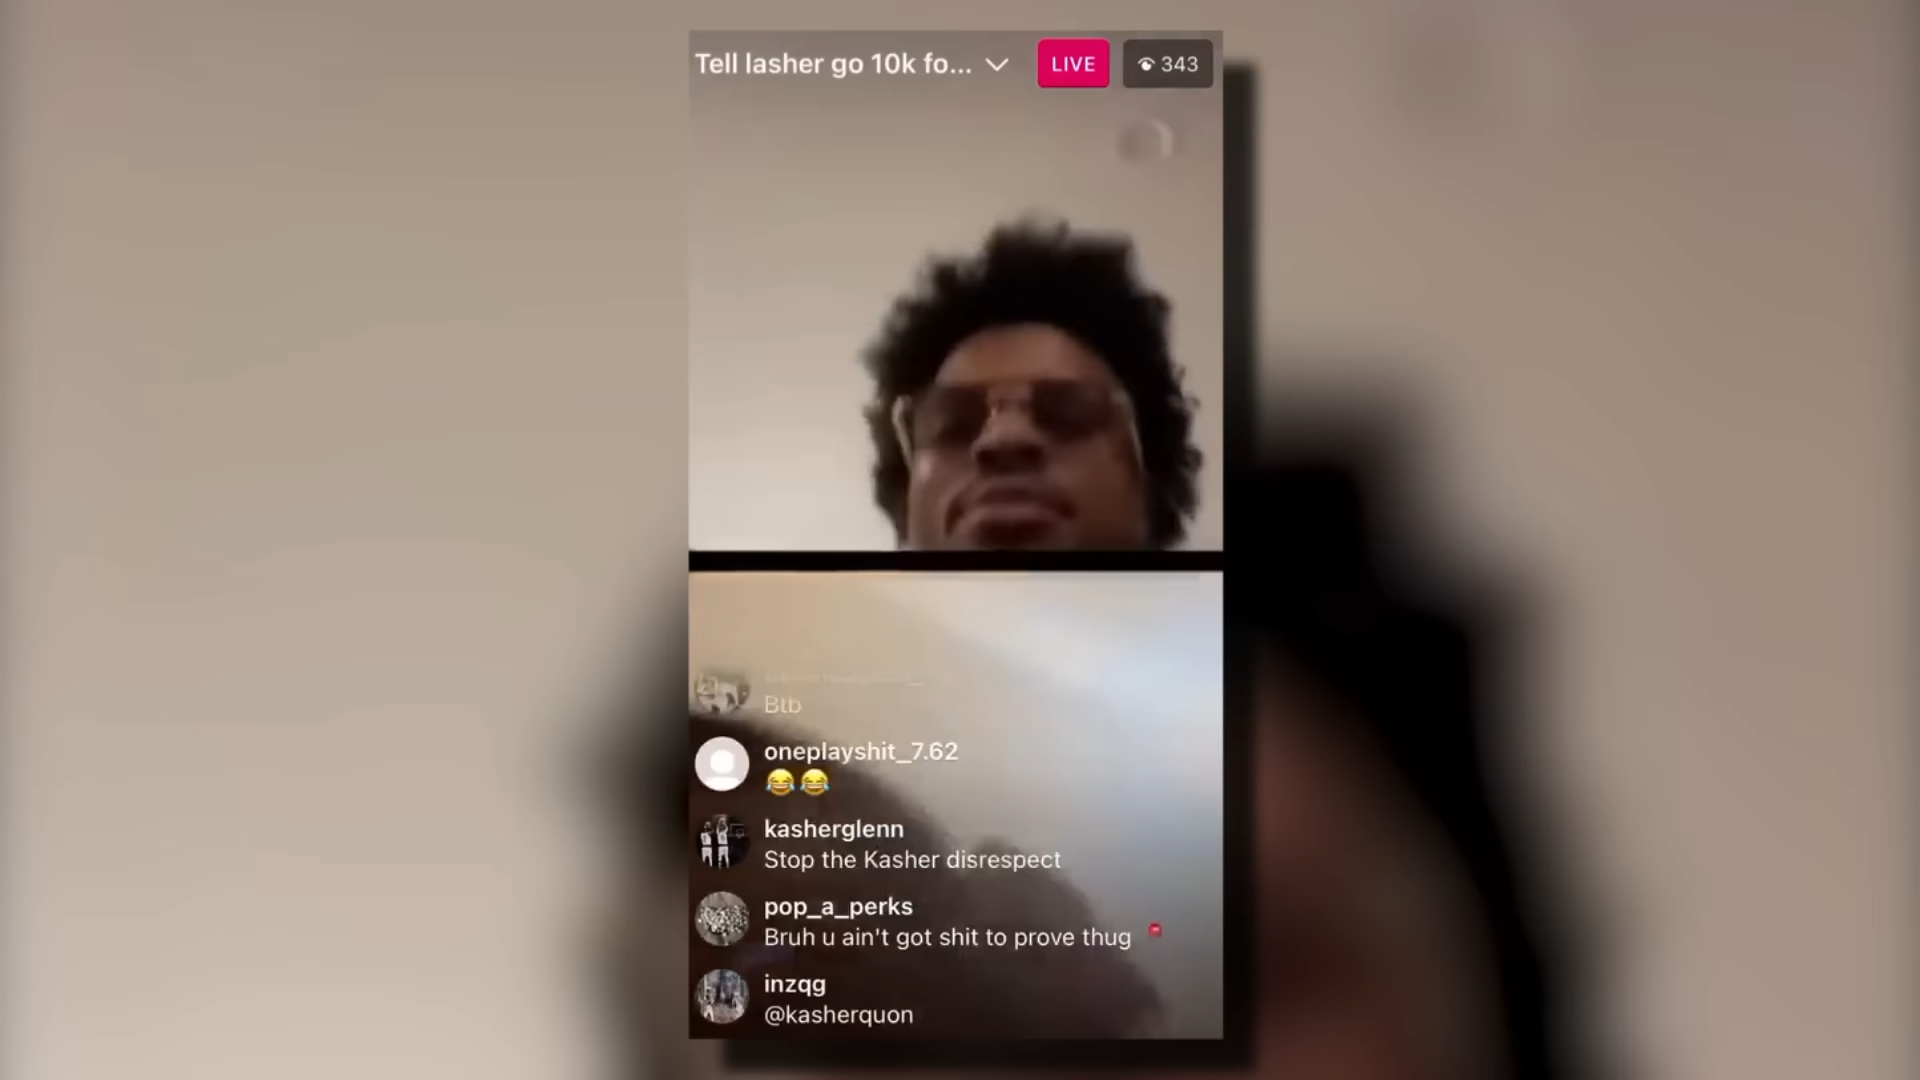 Tell lasher go 10k fo...
LIVE
343
Btb
oneplayshit_7.62
😂😂
kasherglenn
Stop the Kasher disrespect
pop_a_perks
Bruh u ain't got shit to prove thug
inzqg
@kasherquon